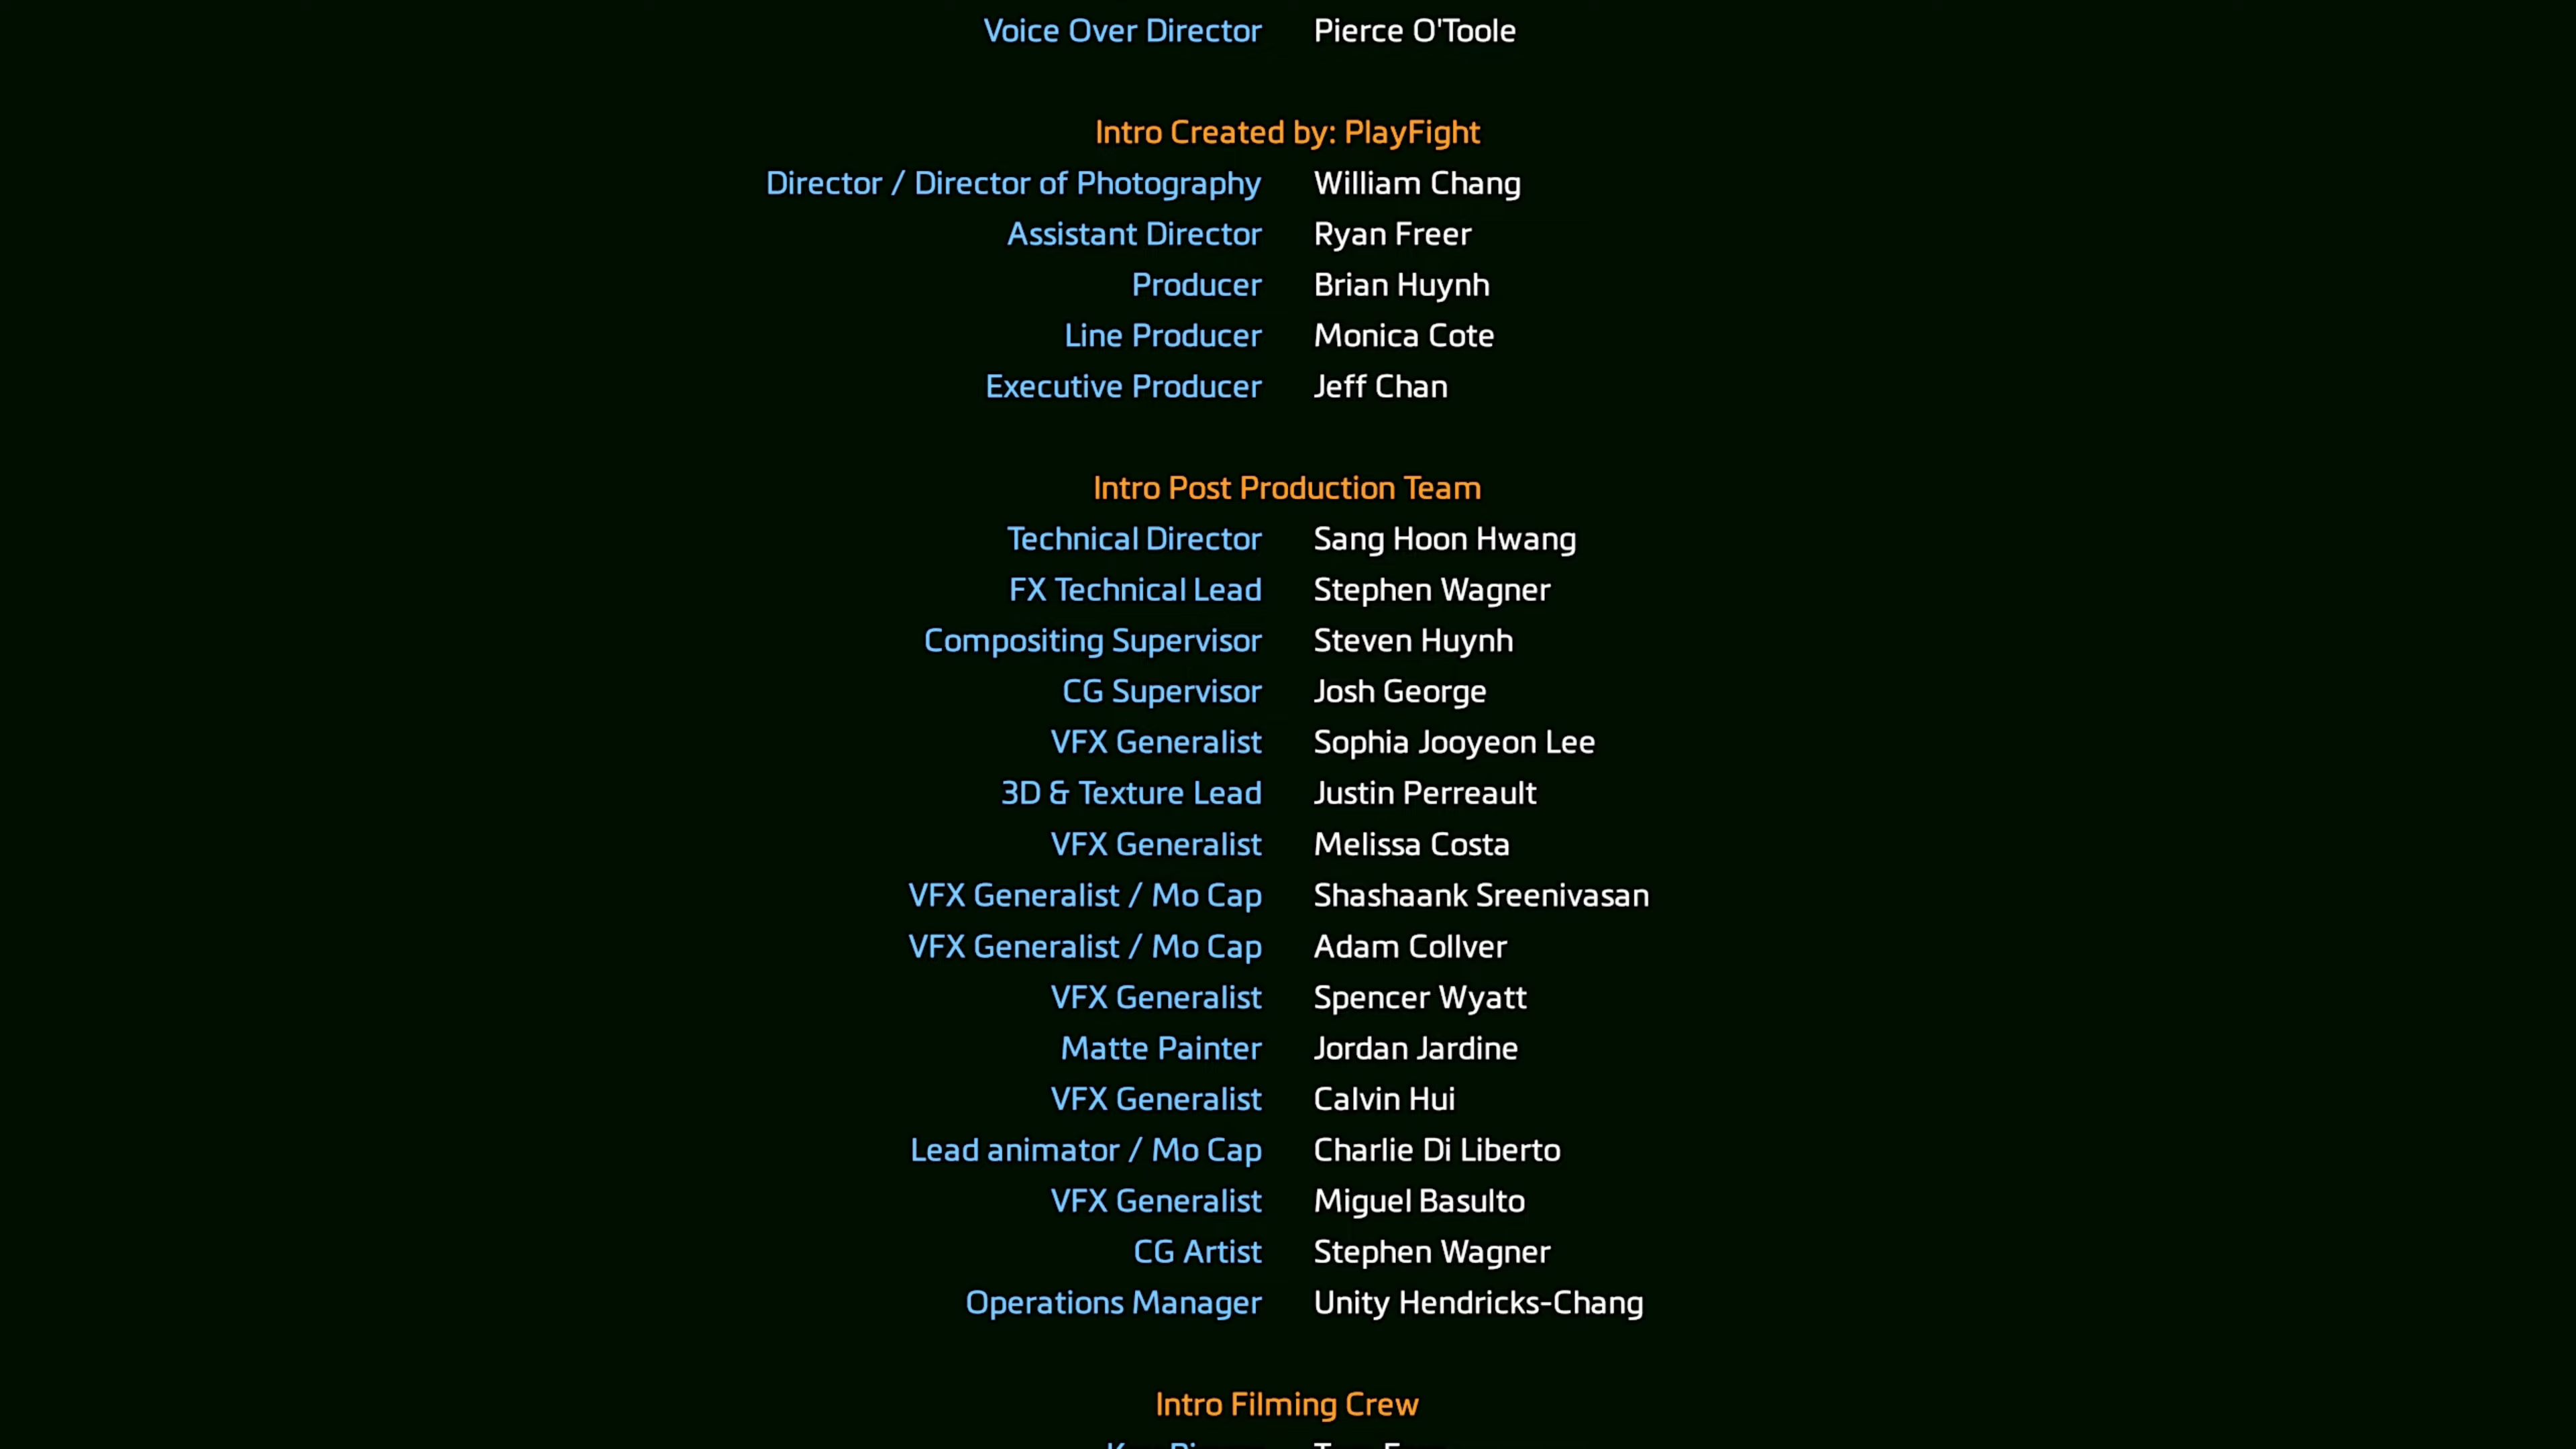 Voice Over Director Pierce O'Toole
Intro Created by: PlayFight
Director / Director of Photography William Chang
Assistant Director Ryan Freer
Producer Brian Huynh
Line Producer Monica Cote
Executive Producer Jeff Chan
Intro Post Production Team
Technical Director Sang Hoon Hwang
FX Technical Lead Stephen Wagner
Compositing Supervisor Steven Huynh
CG Supervisor Josh George
VFX Generalist Sophia Jooyeon Lee
3D & Texture Lead Justin Perreault
VFX Generalist Melissa Costa
VFX Generalist / Mo Cap Shashaank Sreenivasan
VFX Generalist / Mo Cap Adam Collver
VFX Generalist Spencer Wyatt
Matte Painter Jordan Jardine
VFX Generalist Calvin Hui
Lead animator / Mo Cap Charlie Di Liberto
VFX Generalist Miguel Basulto
CG Artist Stephen Wagner
Operations Manager Unity Hendricks-Chang
Intro Filming Crew